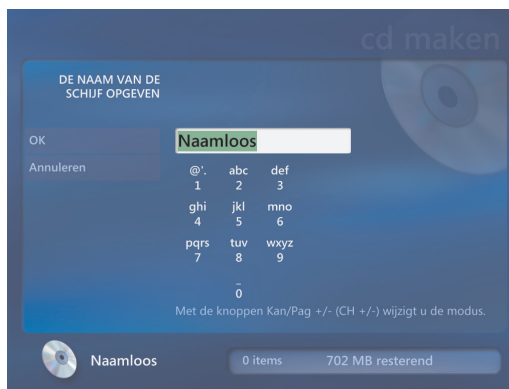 cd maken
DE NAAM VAN DE
SCHIJF OPGEVEN
OK
Annuleren
Naamloos
@'. abc def
1 2 3
ghi jkl mno
4 5 6
pqrs tuv wxyz
7 8 9
_
0
Met de knoppen Kan/Pag +/- (CH +/-) wijzigt u de modus.
Naamloos 0 items 702 MB resterend